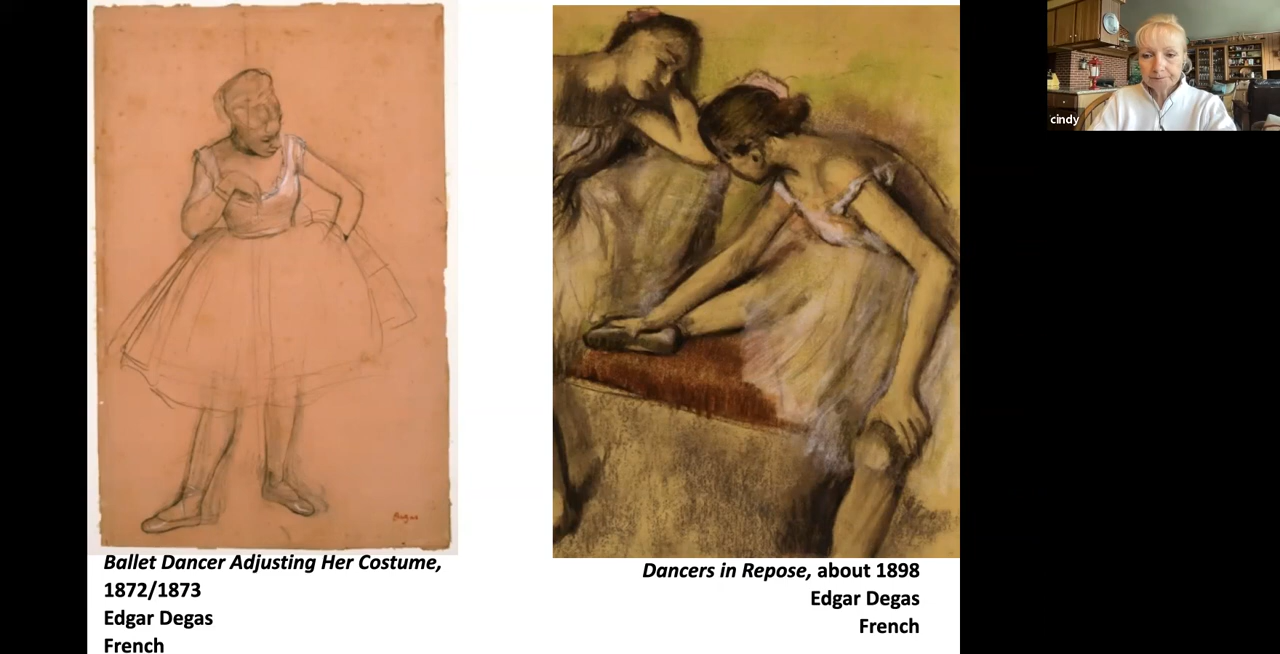 Ballet Dancer Adjusting Her Costume,
1872/1873
Edgar Degas
French
Dancers in Repose, about 1898
Edgar Degas
French
cindy
Degas